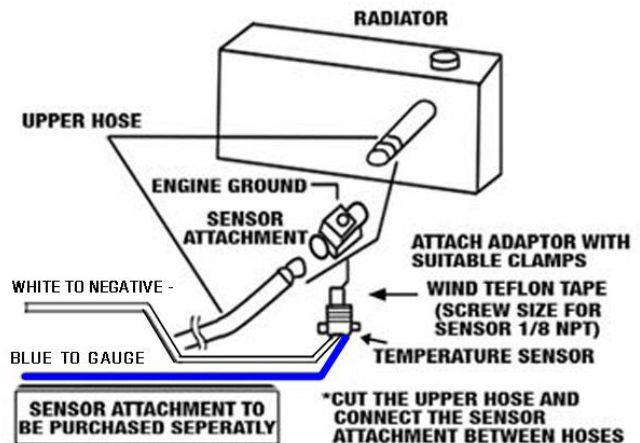 RADIATOR
UPPER HOSE
ENGINE GROUND
SENSOR
ATTACHMENT
ATTACH ADAPTOR WITH
SUITABLE CLAMPS
WHITE TO NEGATIVE -
WIND TEFLON TAPE
(SCREW SIZE FOR
SENSOR 1/8 NPT)
BLUE TO GAUGE
TEMPERATURE SENSOR
SENSOR ATTACHMENT TO
BE PURCHASED SEPERATLY
*CUT THE UPPER HOSE AND
CONNECT THE SENSOR
ATTACHMENT BETWEEN HOSES